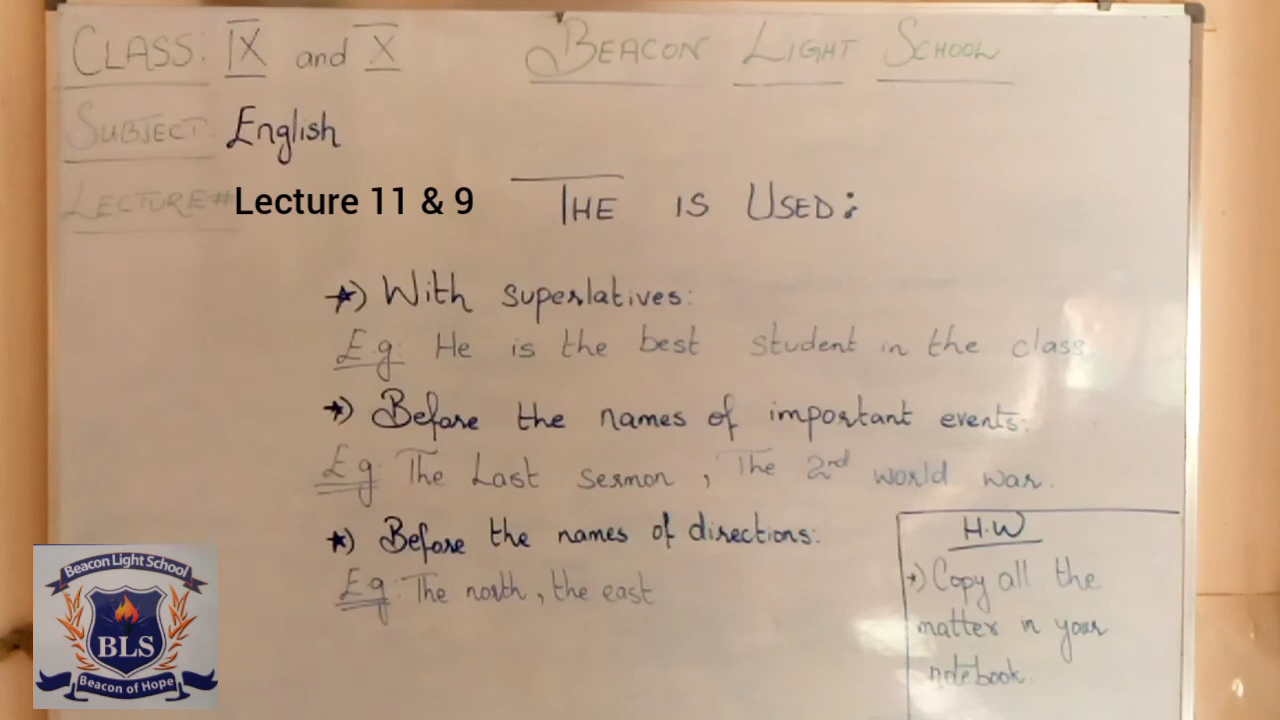 CLASS: IX and X
BEACON LIGHT SCHOOL
SUBJECT: English
LECTURE# Lecture 11 & 9
THE IS USED:
*) With superlatives:
E.g: He is the best student in the class
*) Before the names of important events:
E.g: The Last sermon, The 2nd world war.
*) Before the names of directions:
E.g: The north, the east
H.W
*) Copy all the
matter in your
notebook.
Beacon Light School
BLS
Beacon of Hope